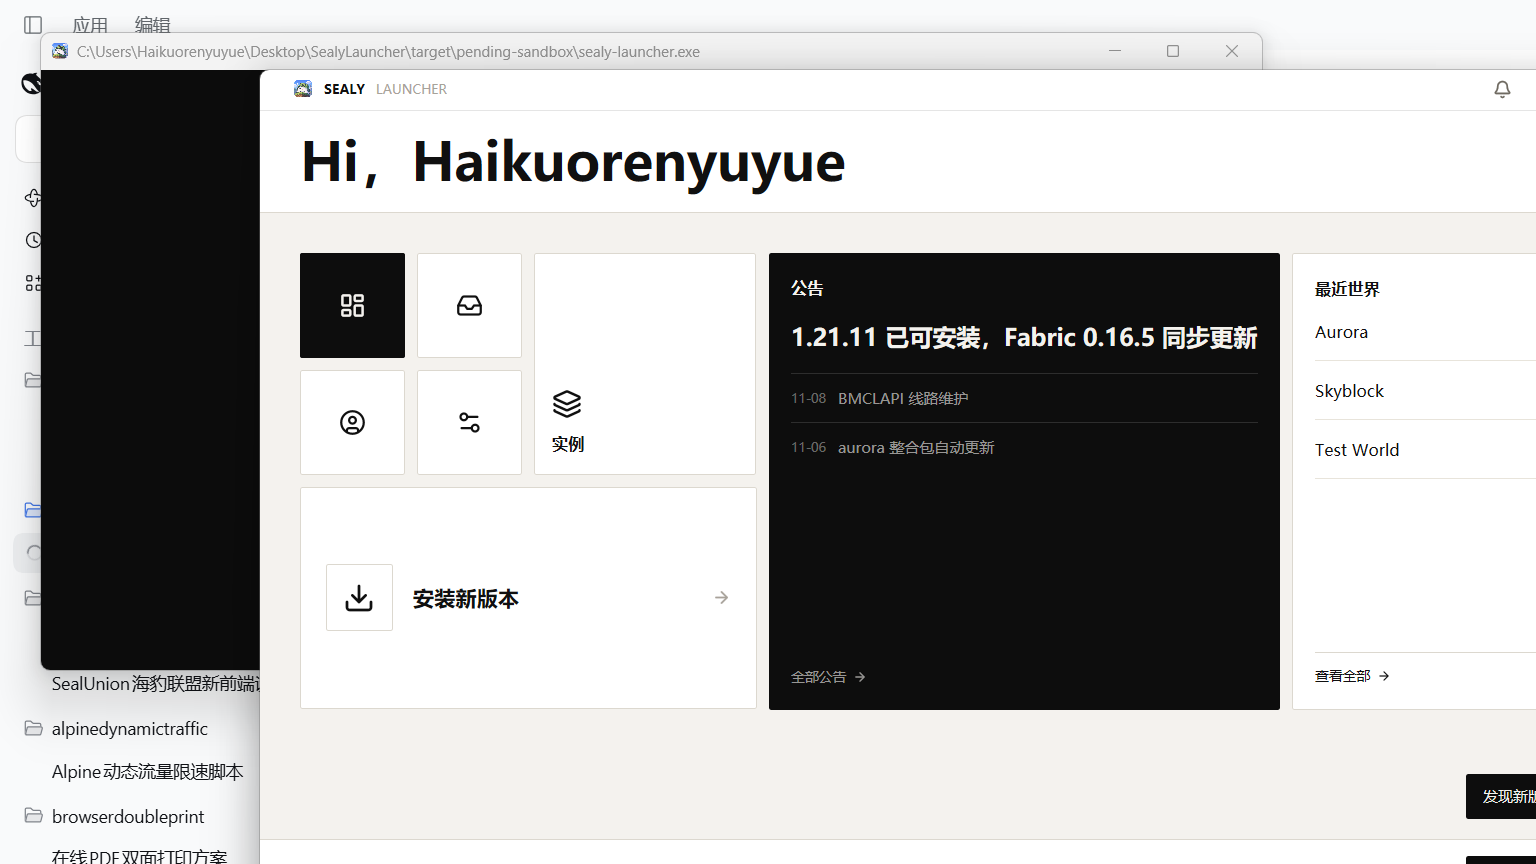 应用 编辑
C:\Users\Haikuorenyuyue\Desktop\SealyLauncher\target\pending-sandbox\sealy-launcher.exe
SEALY LAUNCHER
Hi，Haikuorenyuyue
实例
安装新版本
公告
1.21.11 已可安装，Fabric 0.16.5 同步更新
11-08 BMCLAPI 线路维护
11-06 aurora 整合包自动更新
全部公告
最近世界
Aurora
Skyblock
Test World
查看全部
发现新版
工
SealUnion海豹联盟新前端
alpinedynamictraffic
Alpine动态流量限速脚本
browserdoubleprint
在线PDF双面打印方案